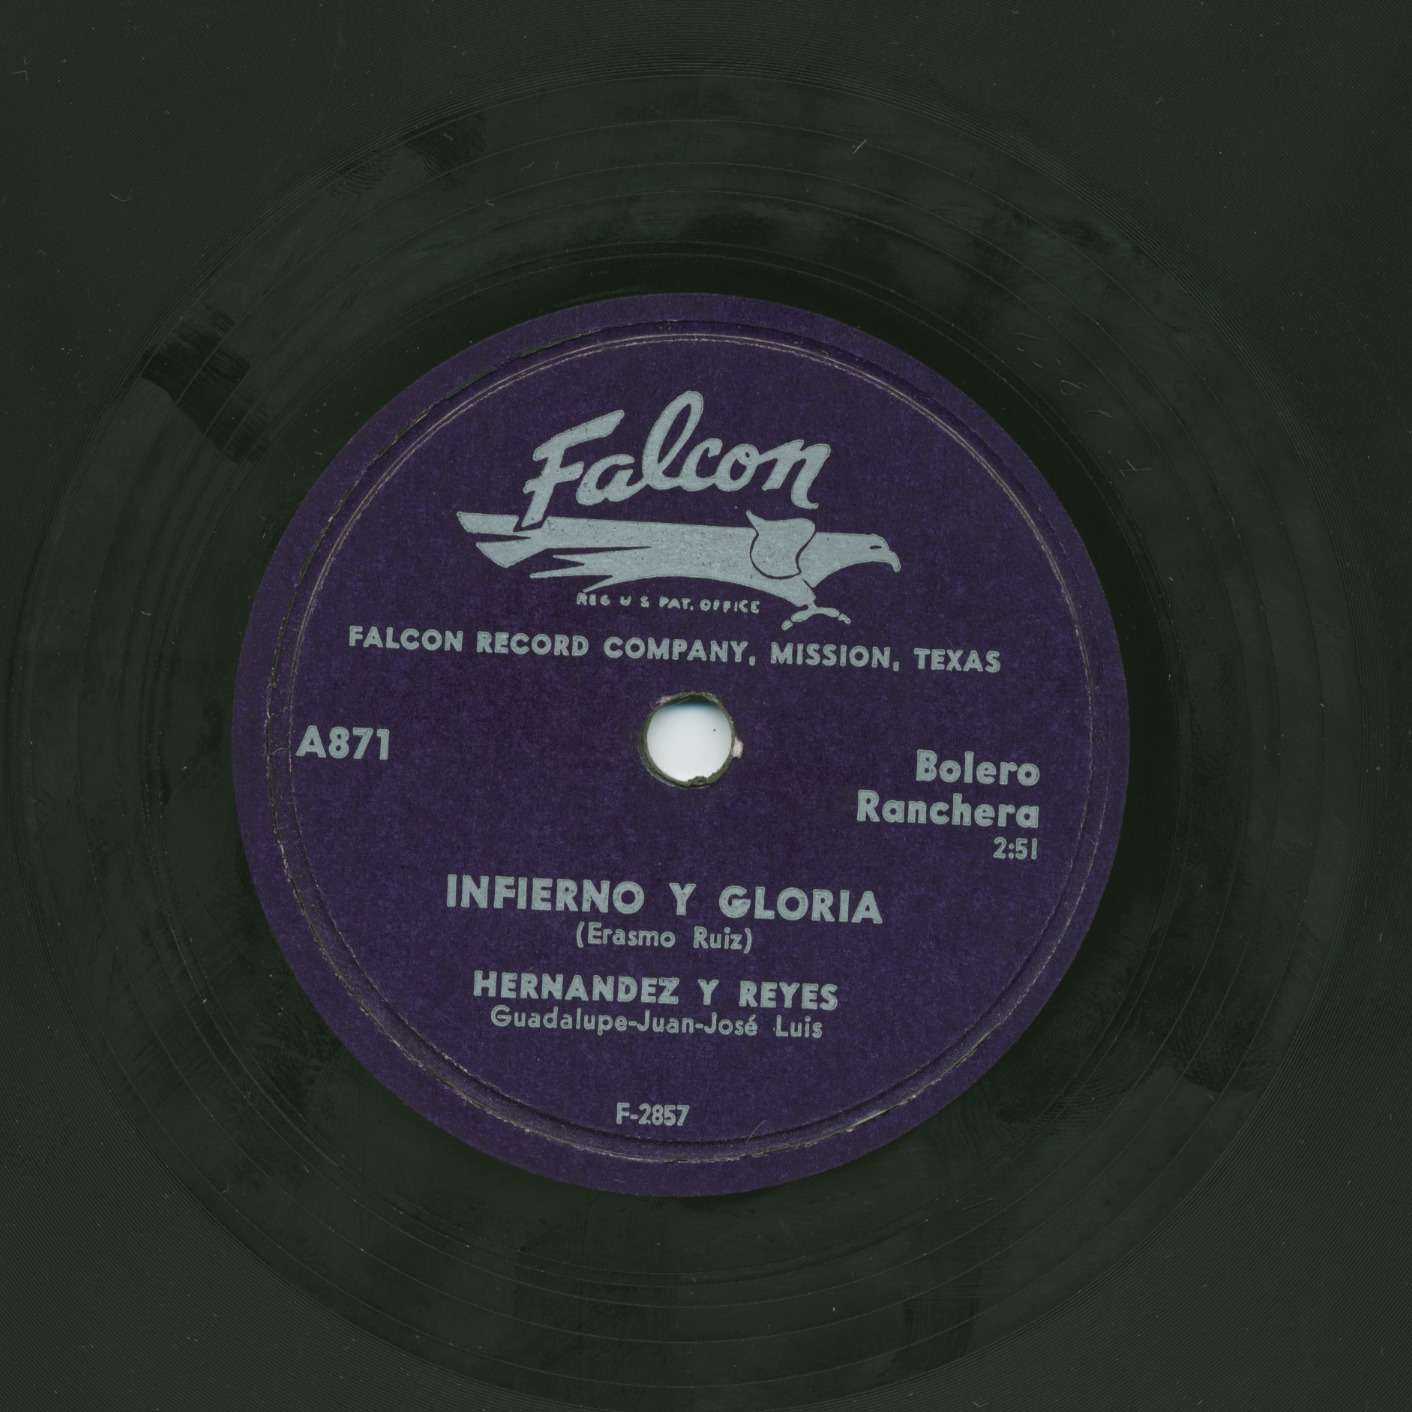 Falcon
REG U S PAT. OFFICE
FALCON RECORD COMPANY, MISSION, TEXAS
A871
Bolero
Ranchera
2:51
INFIERNO Y GLORIA
(Erasmo Ruiz)
HERNANDEZ Y REYES
Guadalupe-Juan-José Luis
F-2857